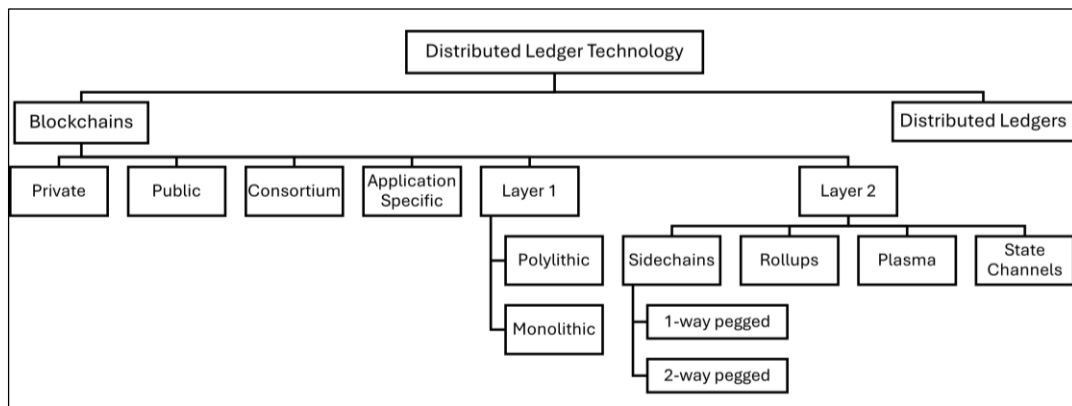 Distributed Ledger Technology
Blockchains
Distributed Ledgers
Private
Public
Consortium
Application
Specific
Layer 1
Layer 2
Polylithic
Monolithic
Sidechains
Rollups
Plasma
State
Channels
1-way pegged
2-way pegged